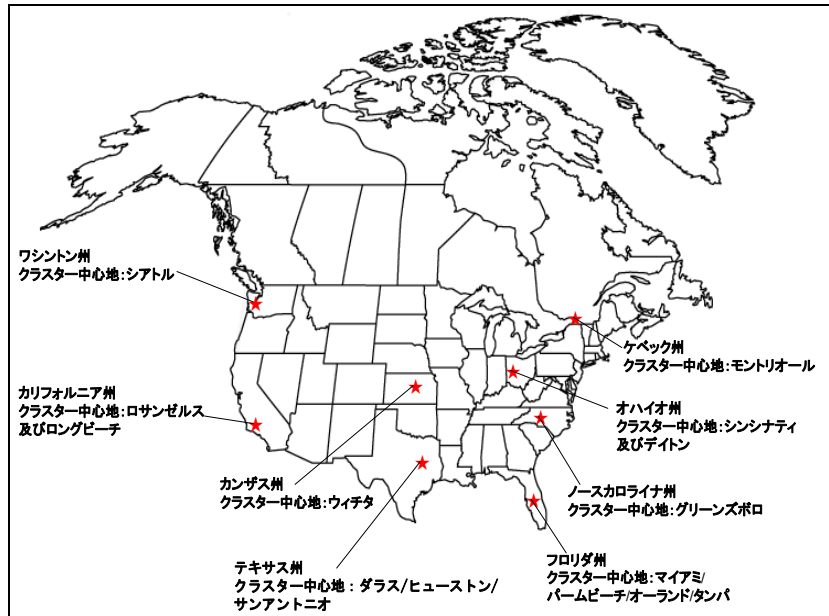 ワシントン州
クラスター中心地：シアトル
カリフォルニア州
クラスター中心地：ロサンゼルス
及びロングビーチ
カンザス州
クラスター中心地：ウィチタ
テキサス州
クラスター中心地： ダラス/ヒューストン/
サンアントニオ
ケベック州
クラスター中心地：モントリオール
オハイオ州
クラスター中心地：シンシナティ
及びデイトン
ノースカロライナ州
クラスター中心地：グリーンズボロ
フロリダ州
クラスター中心地：マイアミ/
パームビーチ/オーランド/タンパ